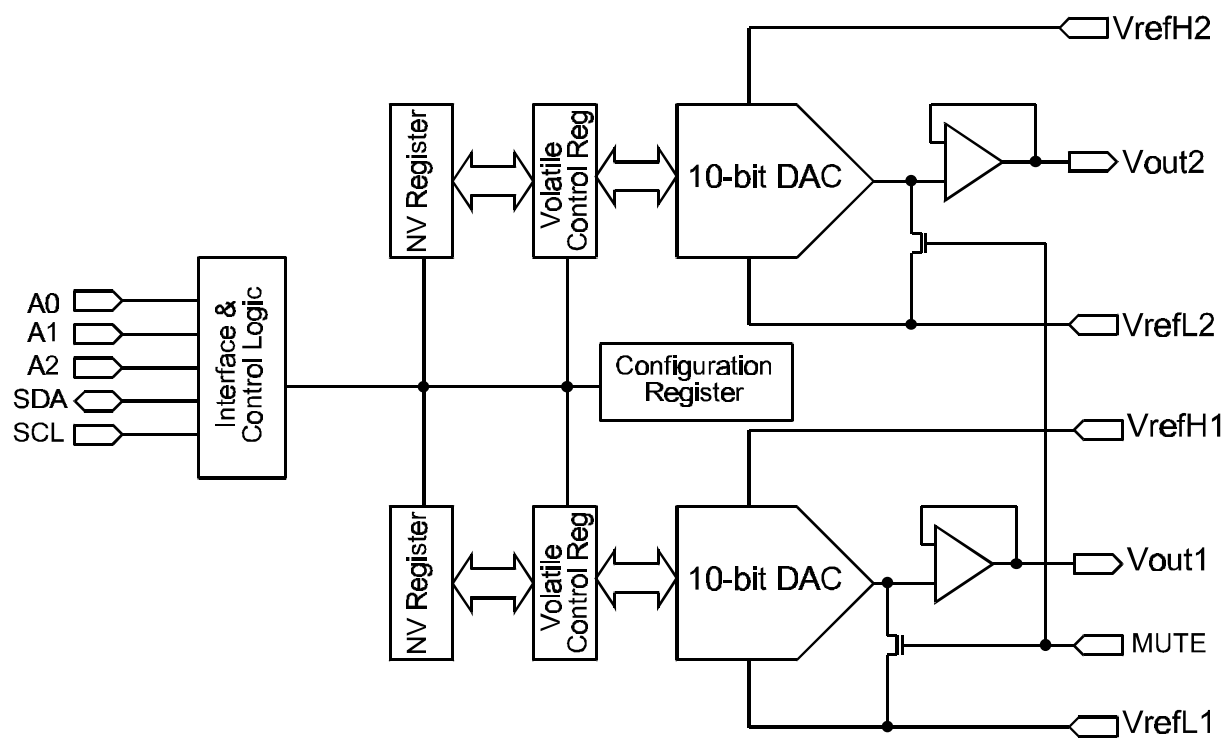 VrefH2
NV Register
Volatile
Control Reg
10-bit DAC
Vout2
A0
A1
A2
SDA
SCL
Interface &
Control Logic
VrefL2
Configuration
Register
VrefH1
NV Register
Volatile
Control Reg
10-bit DAC
Vout1
MUTE
VrefL1